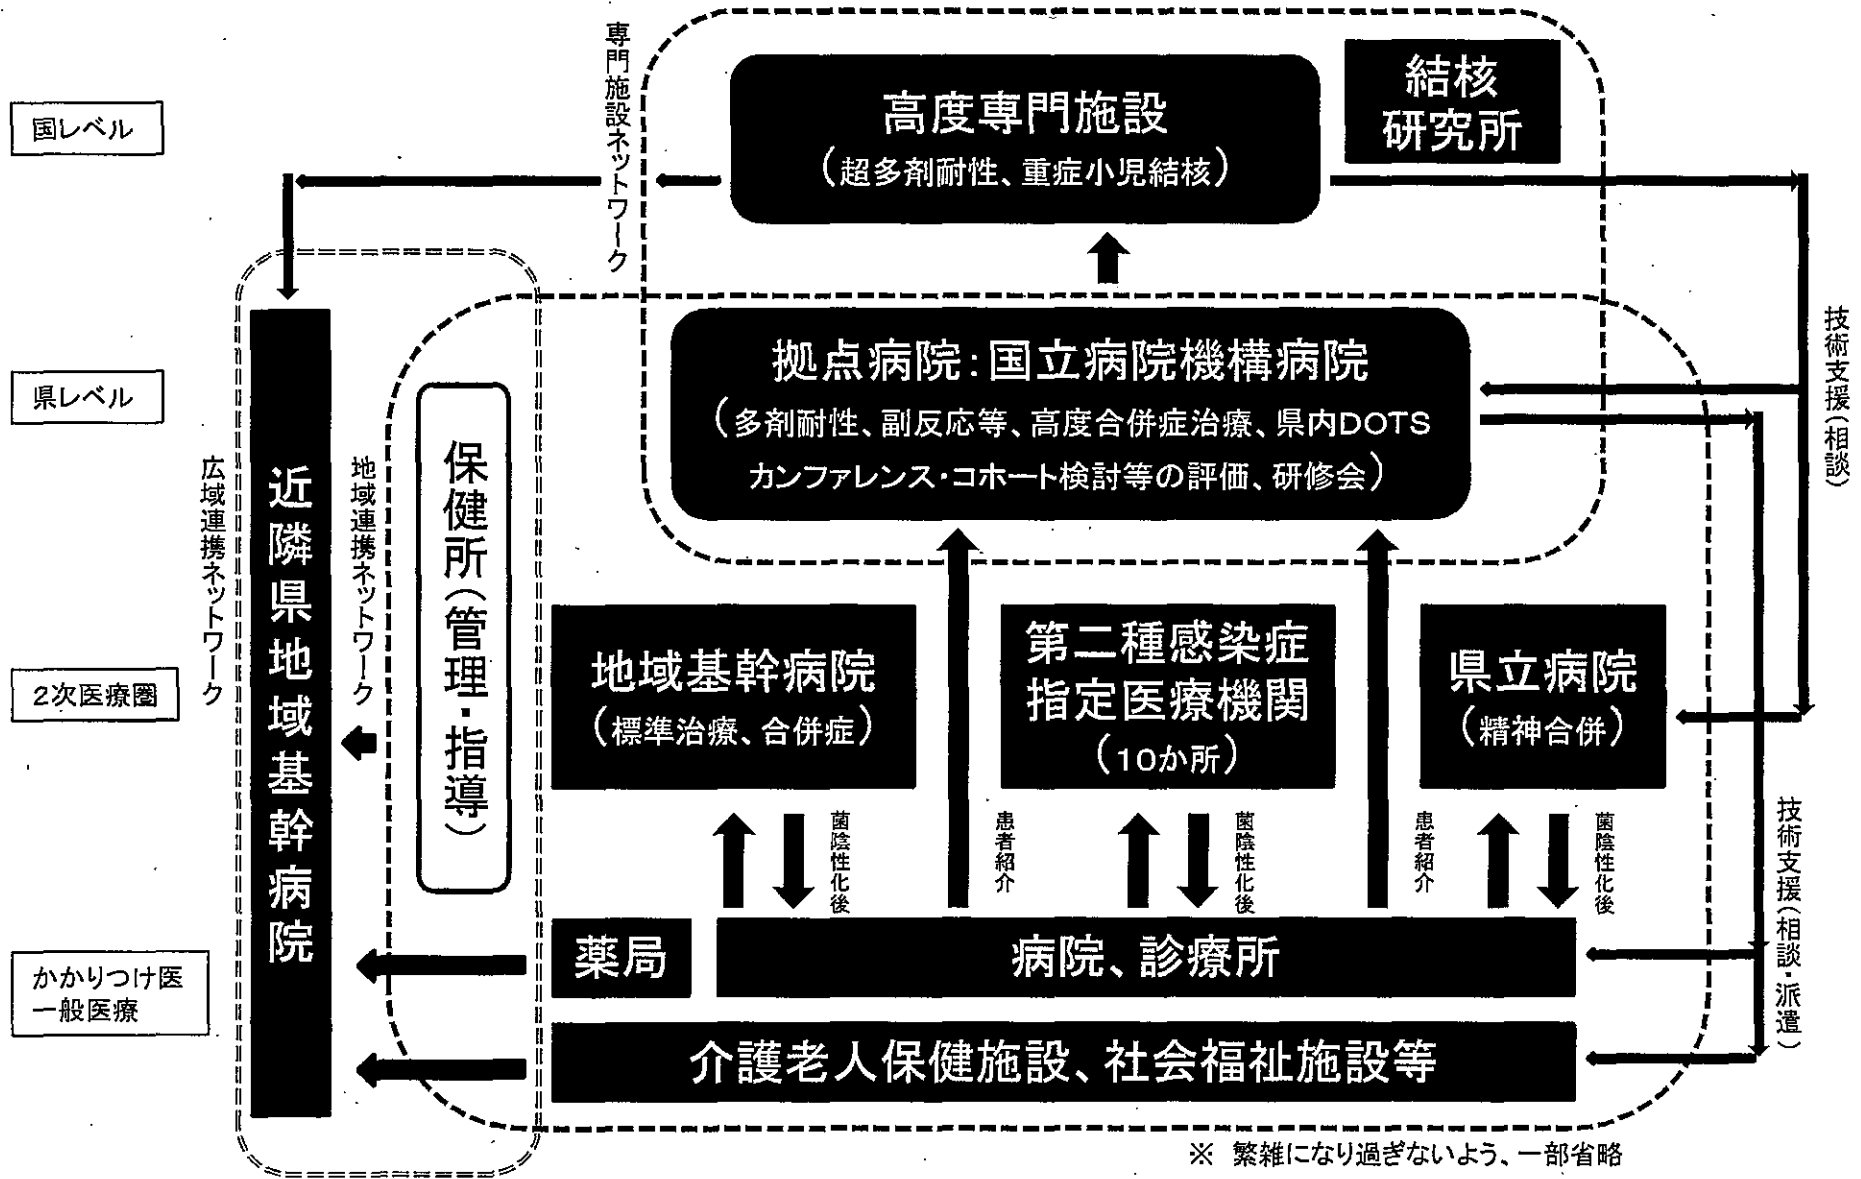 専門施設ネットワーク
国レベル
高度専門施設
(超多剤耐性、重症小児結核)
結核
研究所
県レベル
拠点病院:国立病院機構病院
(多剤耐性、副反応等、高度合併症治療、県内DOTS
カンファレンス・コホート検討等の評価、研修会)
技術支援(相談)
広域連携ネットワーク
近隣県地域基幹病院
地域連携ネットワーク
保健所(管理・指導)
2次医療圏
地域基幹病院
(標準治療、合併症)
第二種感染症
指定医療機関
(10か所)
県立病院
(精神合併)
菌陰性化後
患者紹介
菌陰性化後
患者紹介
菌陰性化後
技術支援(相談・派遣)
かかりつけ医
一般医療
薬局
病院、診療所
介護老人保健施設、社会福祉施設等
※ 繁雑になり過ぎないよう、一部省略